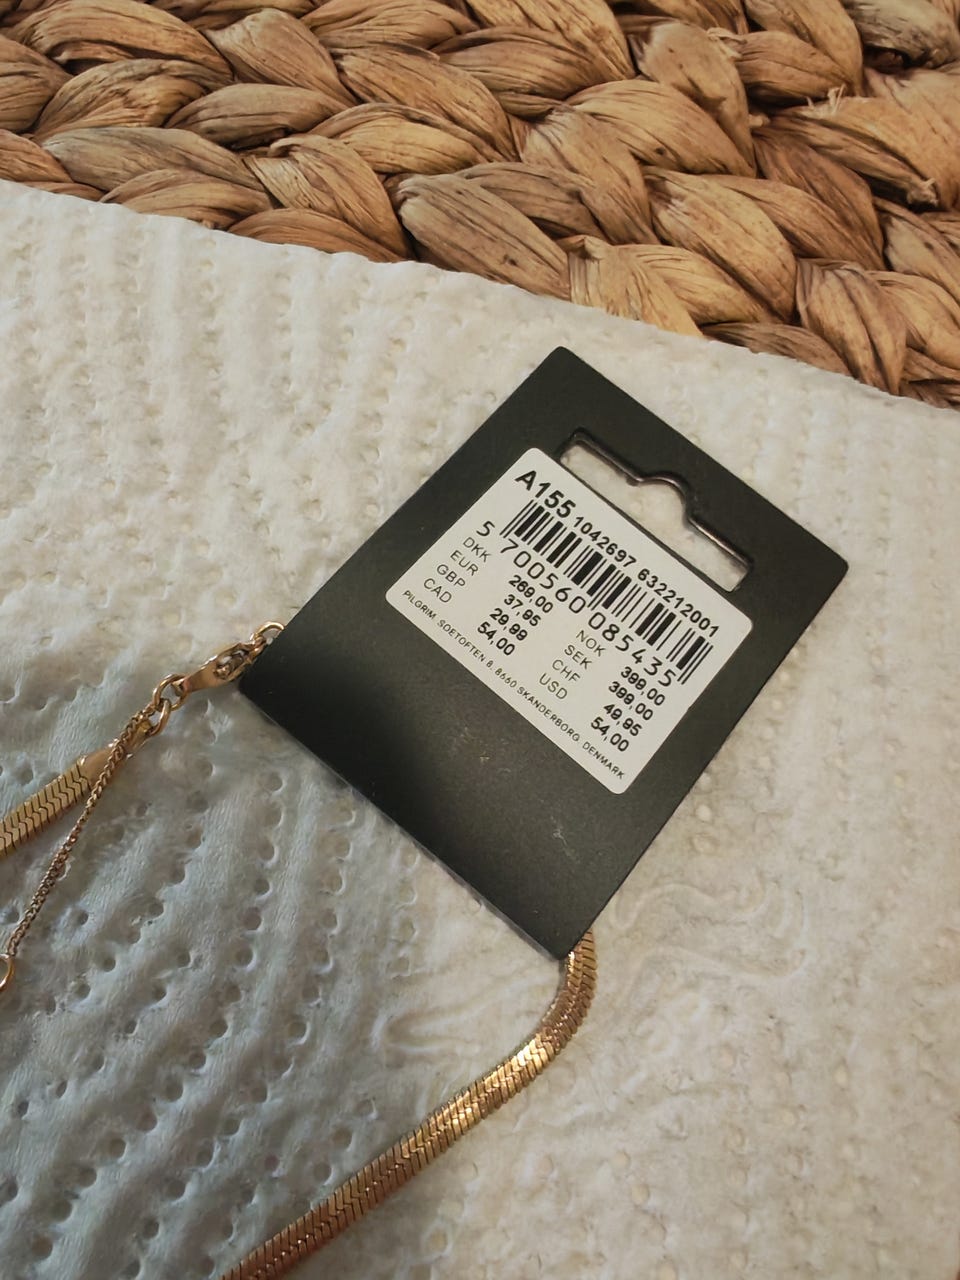 A155 1042697 632212001
5 700560 085435
DKK 269,00 NOK 399,00
EUR 37,95 SEK 399,00
GBP 29,99 CHF 49,95
CAD 54,00 USD 54,00
PILGRIM, SOETOFTEN 8, 8660 SKANDERBORG, DENMARK